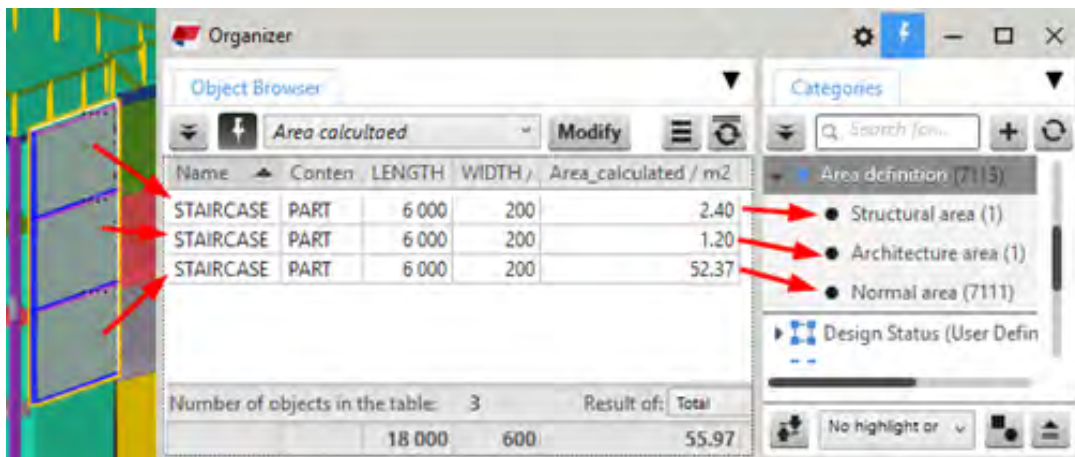 Organizer
Object Browser
Categories
Area calcultaed
Modify
Search
Name Conten LENGTH WIDTH / Area_calculated / m2
STAIRCASE PART 6 000 200 2.40
STAIRCASE PART 6 000 200 1.20
STAIRCASE PART 6 000 200 52.37
Number of objects in the table: 3 Result of: Total
18 000 600 55.97
Area definition (7113)
Structural area (1)
Architecture area (1)
Normal area (7111)
Design Status (User Defin
No highlight or